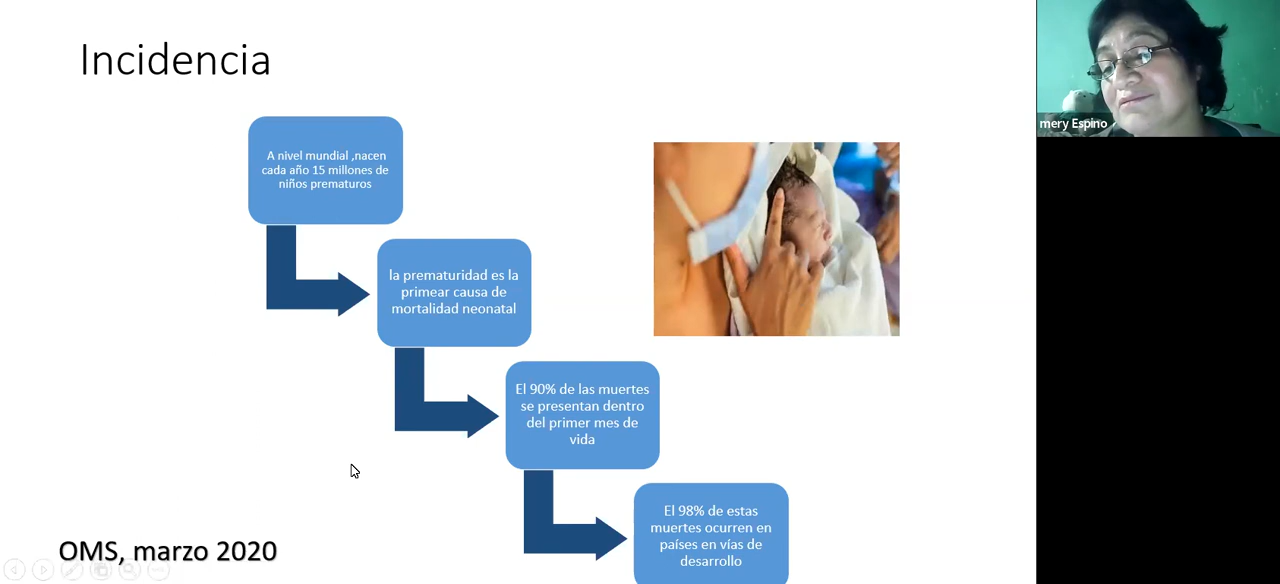 Incidencia
A nivel mundial ,nacen
cada año 15 millones de
niños prematuros
la prematuridad es la
primear causa de
mortalidad neonatal
El 90% de las muertes
se presentan dentro
del primer mes de
vida
El 98% de estas
muertes ocurren en
países en vías de
desarrollo
OMS, marzo 2020
mery Espino